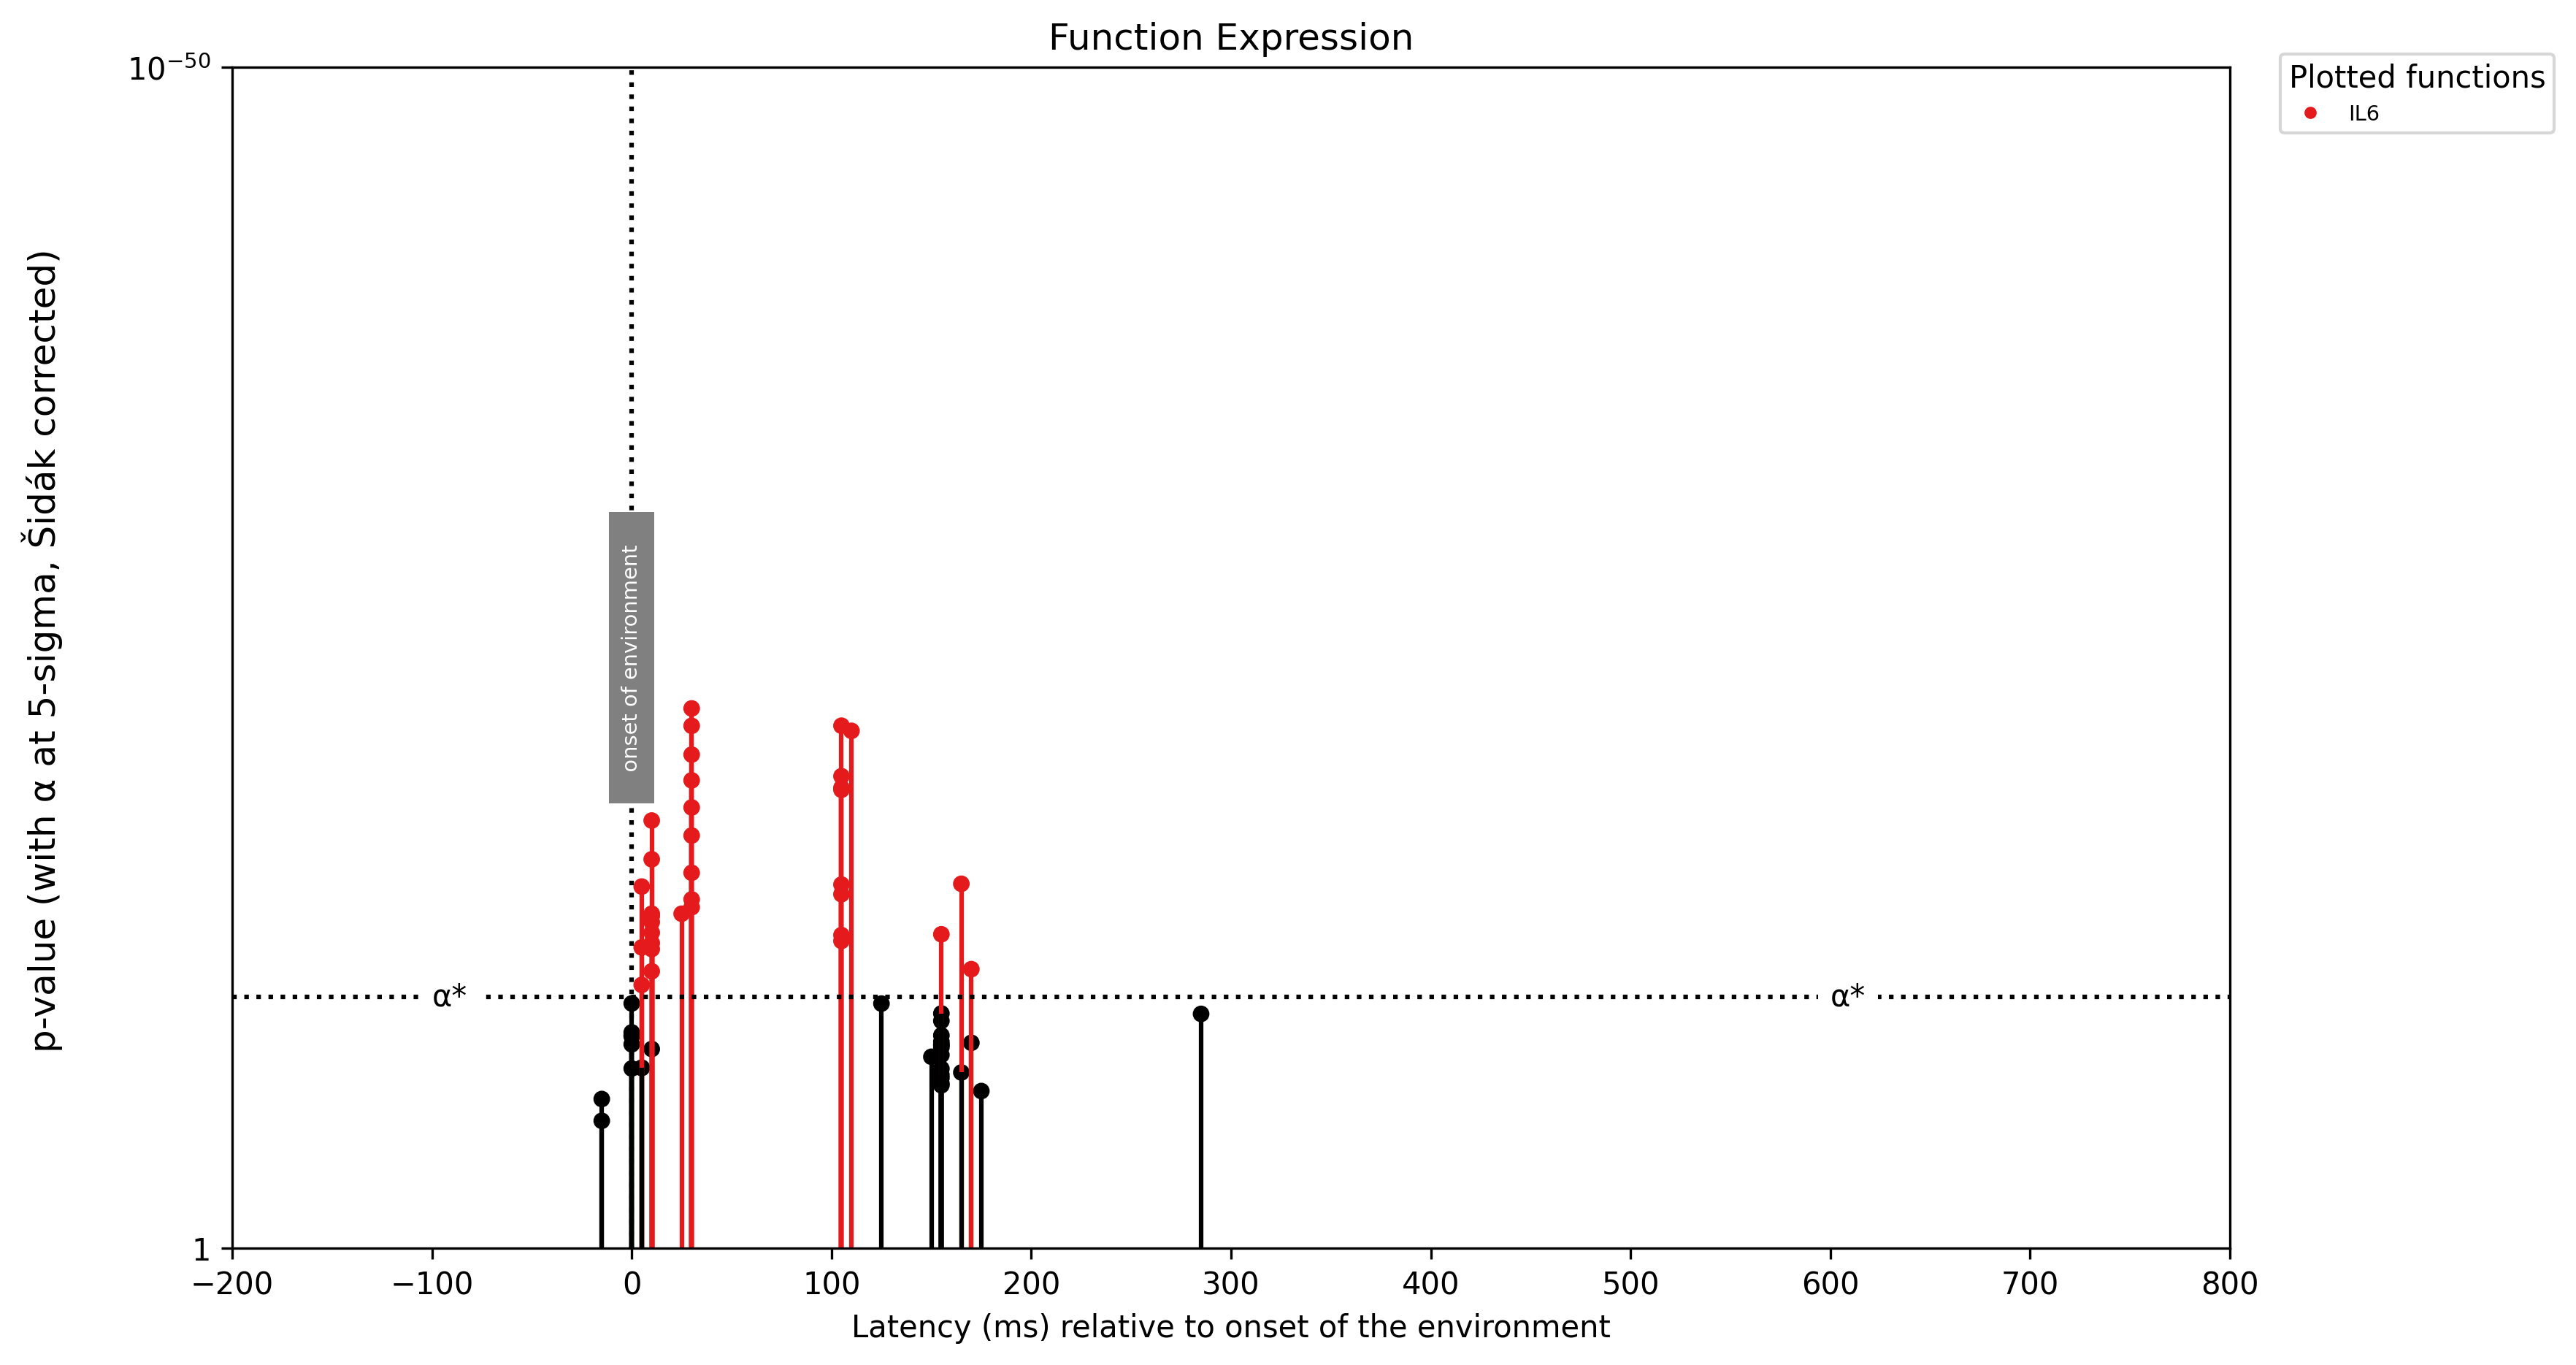 Function Expression
10⁻⁵⁰
Plotted functions
IL6
p-value (with α at 5-sigma, Šidák corrected)
onset of environment
α*
α*
1
−200
−100
0
100
200
300
400
500
600
700
800
Latency (ms) relative to onset of the environment